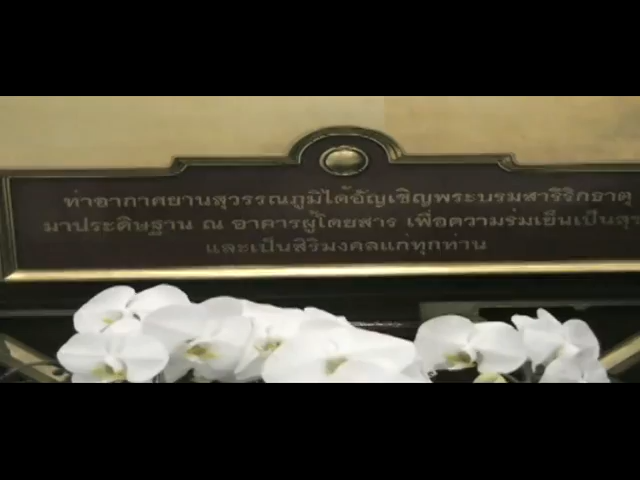 ท่าอากาศยานสุวรรณภูมิได้อัญเชิญพระบรมสารีริกธาตุ
มาประดิษฐาน ณ อาคารผู้โดยสาร เพื่อความร่มเย็นเป็นสุ
และเป็นสิริมงคลแก่ทุกท่าน